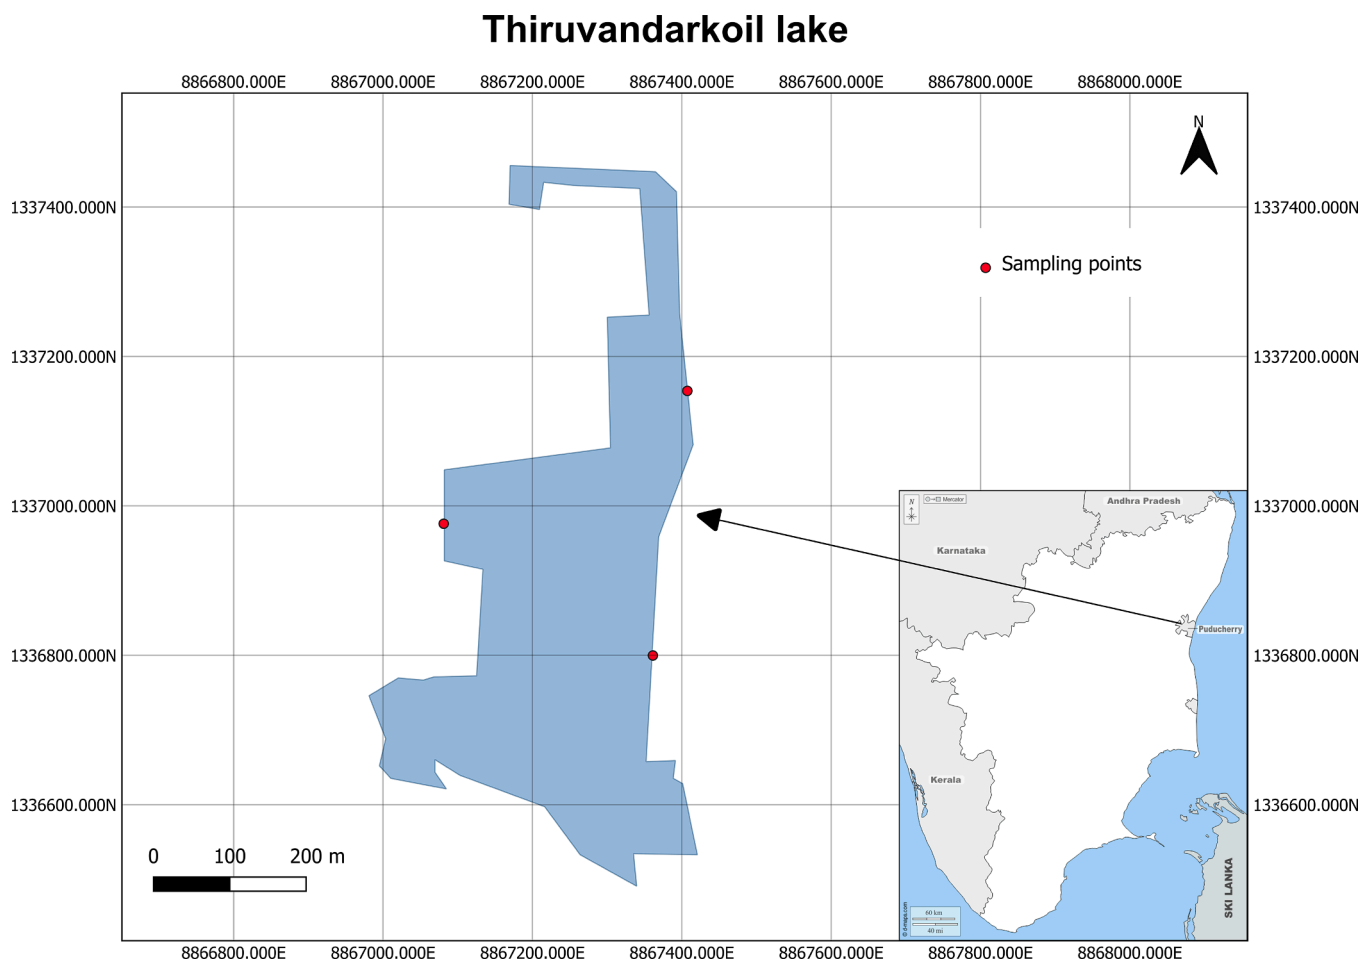 Thiruvandarkoil lake
8866800.000E 8867000.000E 8867200.000E 8867400.000E 8867600.000E 8867800.000E 8868000.000E
N
1337400.000N 1337400.000N
Sampling points
1337200.000N 1337200.000N
1337000.000N 1337000.000N
N
Mercator
Andhra Pradesh
Karnataka
Puducherry
1336800.000N 1336800.000N
Kerala
1336600.000N 1336600.000N
0 100 200 m
SKI LANKA
60 km
40 mi
© d-maps.com
8866800.000E 8867000.000E 8867200.000E 8867400.000E 8867600.000E 8867800.000E 8868000.000E